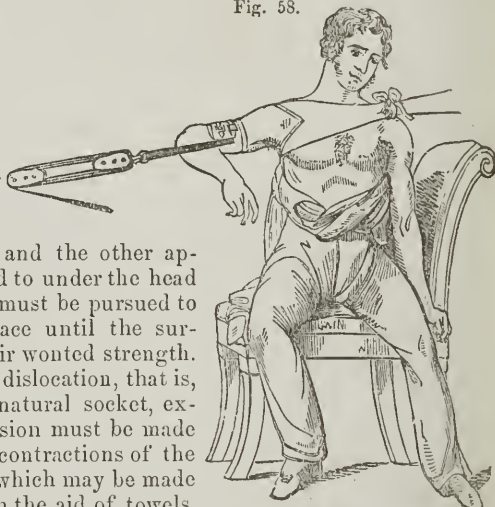 Fig. 58.
and the other ap-
d to under the head
must be pursued to
ace until the sur-
ir wonted strength.
dislocation, that is,
natural socket, ex-
sion must be made
contractions of the
which may be made
the aid of towels,